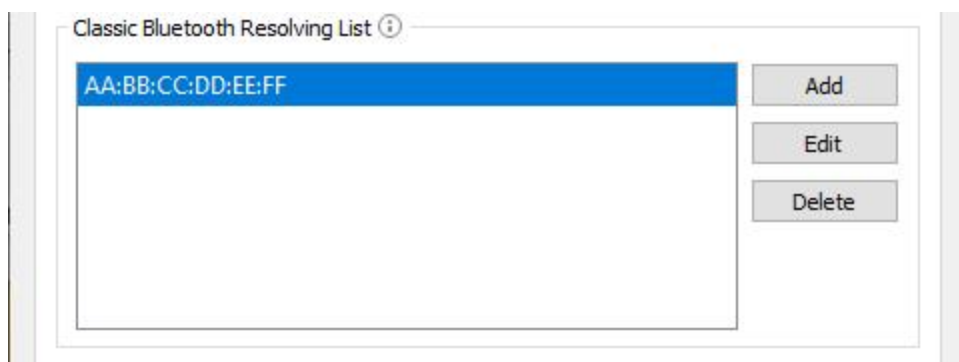 Classic Bluetooth Resolving List
AA:BB:CC:DD:EE:FF
Add
Edit
Delete